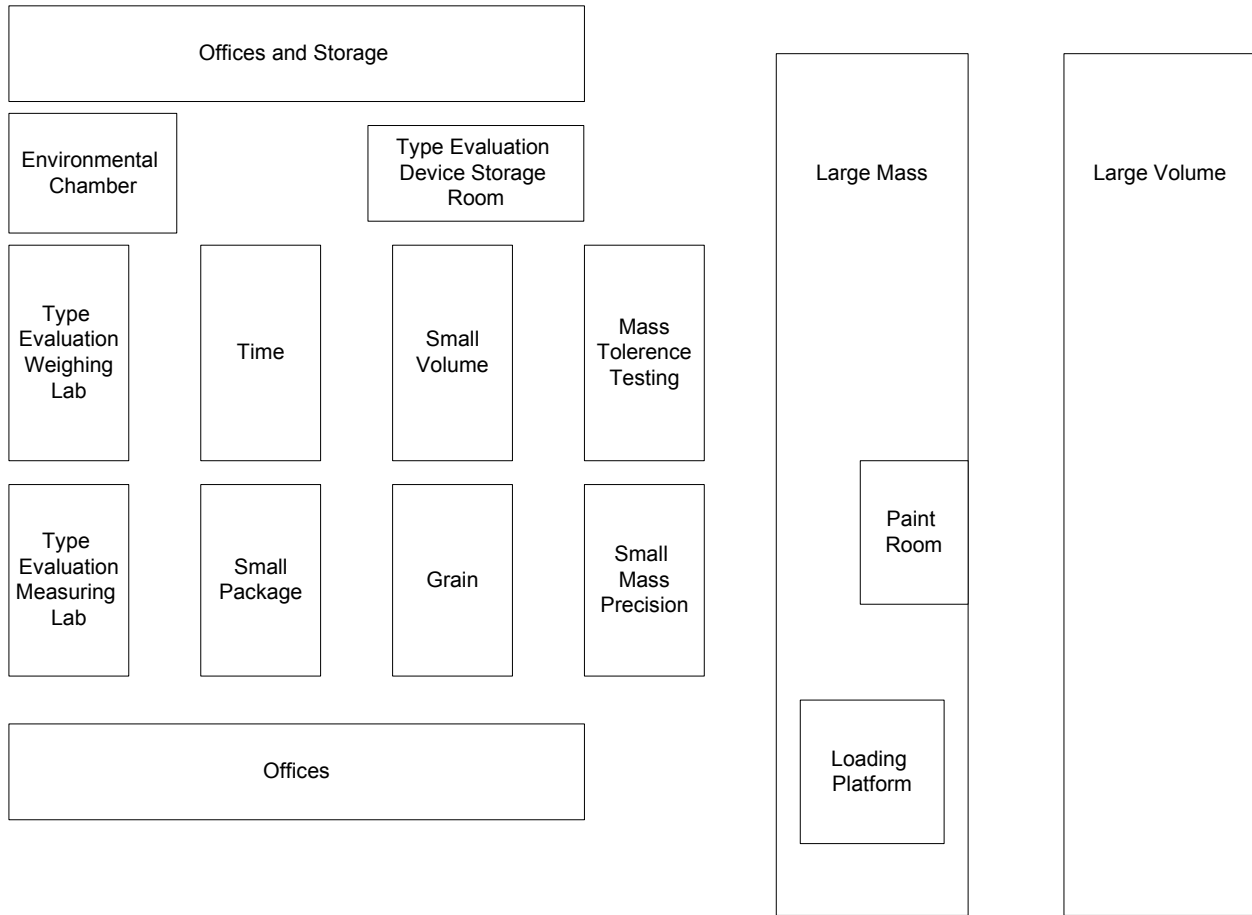 Offices and Storage
Environmental
Chamber
Type Evaluation
Device Storage
Room
Large Mass
Large Volume
Type
Evaluation
Weighing
Lab
Time
Small
Volume
Mass
Tolerence
Testing
Type
Evaluation
Measuring
Lab
Small
Package
Grain
Small
Mass
Precision
Paint
Room
Offices
Loading
Platform